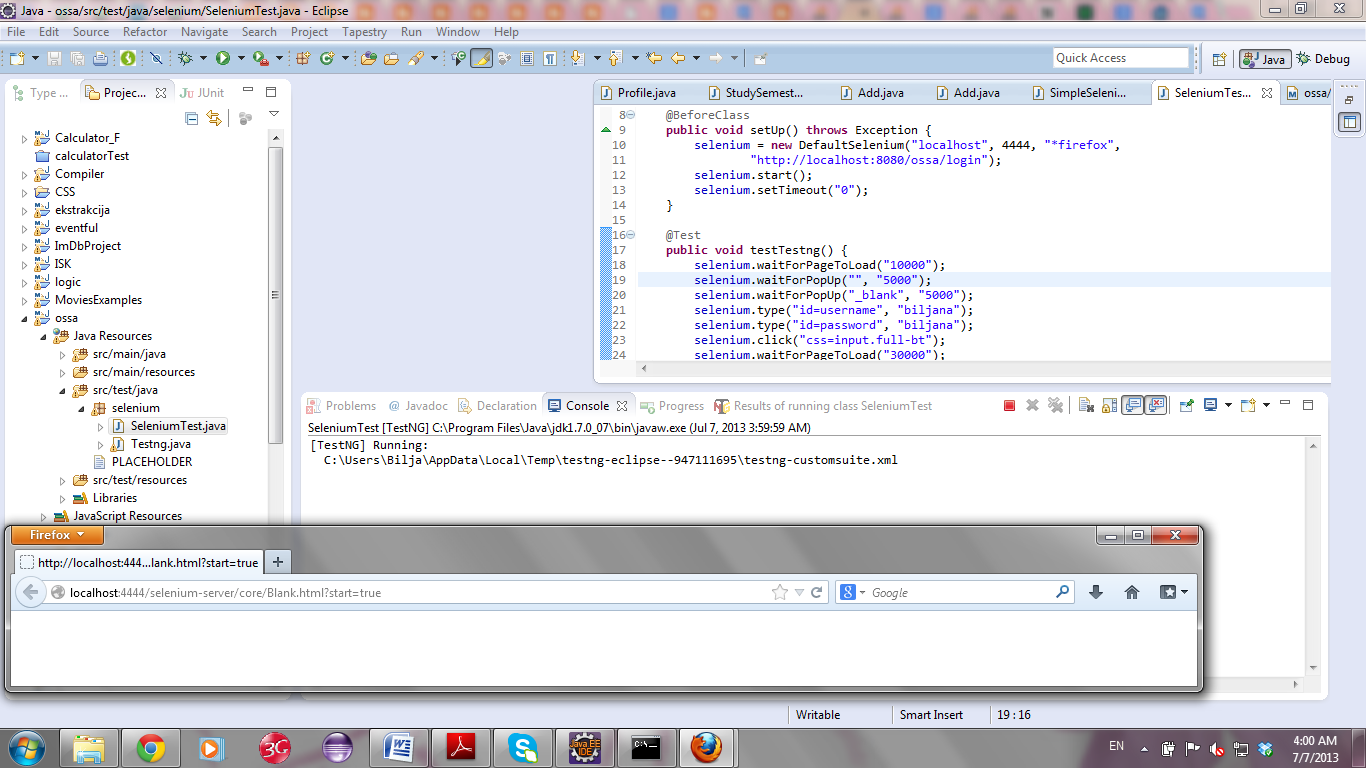 Java - ossa/src/test/java/selenium/SeleniumTest.java - Eclipse
File Edit Source Refactor Navigate Search Project Tapestry Run Window Help
Quick Access Java Debug
Type ... Projec... JUnit
Calculator_F
calculatorTest
Compiler
CSS
ekstrakcija
eventful
ImDbProject
ISK
logic
MoviesExamples
ossa
Java Resources
src/main/java
src/main/resources
src/test/java
selenium
SeleniumTest.java
Testng.java
PLACEHOLDER
src/test/resources
Libraries
JavaScript Resources
Profile.java StudySemest... Add.java Add.java SimpleSeleni... SeleniumTes... ossa/
8 @BeforeClass
9 public void setUp() throws Exception {
10 selenium = new DefaultSelenium("localhost", 4444, "*firefox",
11 "http://localhost:8080/ossa/login");
12 selenium.start();
13 selenium.setTimeout("0");
14 }
15
16 @Test
17 public void testTestng() {
18 selenium.waitForPageToLoad("10000");
19 selenium.waitForPopUp("", "5000");
20 selenium.waitForPopUp("_blank", "5000");
21 selenium.type("id=username", "biljana");
22 selenium.type("id=password", "biljana");
23 selenium.click("css=input.full-bt");
24 selenium.waitForPageToLoad("30000");
Problems @ Javadoc Declaration Console Progress Results of running class SeleniumTest
SeleniumTest [TestNG] C:\Program Files\Java\jdk1.7.0_07\bin\javaw.exe (Jul 7, 2013 3:59:59 AM)
[TestNG] Running:
C:\Users\Bilja\AppData\Local\Temp\testng-eclipse--947111695\testng-customsuite.xml
Firefox
http://localhost:444...lank.html?start=true
localhost:4444/selenium-server/core/Blank.html?start=true Google
Writable Smart Insert 19 : 16
3G Java EE IDE C:\ EN 4:00 AM
7/7/2013